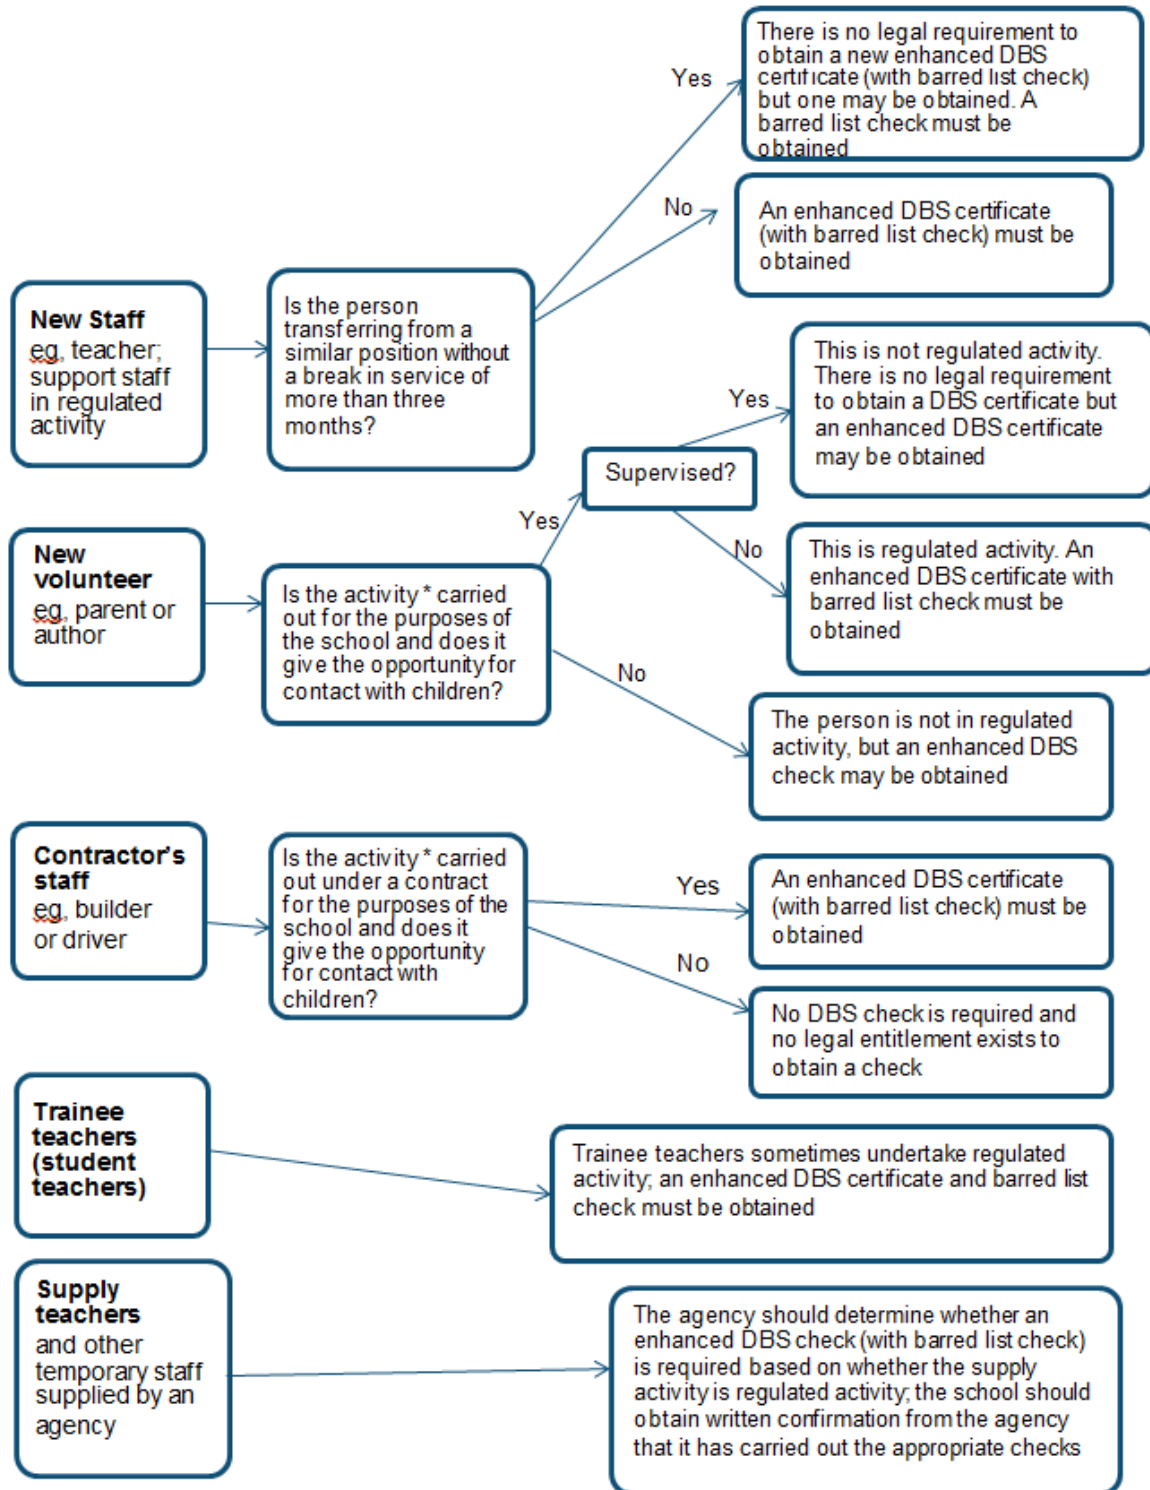 There is no legal requirement to
obtain a new enhanced DBS
certificate (with barred list check)
but one may be obtained. A
barred list check must be
obtained
Yes
No
An enhanced DBS certificate
(with barred list check) must be
obtained
New Staff
eg, teacher;
support staff
in regulated
activity
Is the person
transferring from a
similar position without
a break in service of
more than three
months?
This is not regulated activity.
There is no legal requirement
to obtain a DBS certificate but
an enhanced DBS certificate
may be obtained
Yes
Supervised?
Yes
No
This is regulated activity. An
enhanced DBS certificate with
barred list check must be
obtained
New
volunteer
eg, parent or
author
Is the activity * carried
out for the purposes of
the school and does it
give the opportunity for
contact with children?
No
The person is not in regulated
activity, but an enhanced DBS
check may be obtained
Contractor's
staff
eg, builder
or driver
Is the activity * carried
out under a contract
for the purposes of the
school and does it
give the opportunity
for contact with
children?
Yes
An enhanced DBS certificate
(with barred list check) must be
obtained
No
No DBS check is required and
no legal entitlement exists to
obtain a check
Trainee
teachers
(student
teachers)
Trainee teachers sometimes undertake regulated
activity; an enhanced DBS certificate and barred list
check must be obtained
Supply
teachers
and other
temporary staff
supplied by an
agency
The agency should determine whether an
enhanced DBS check (with barred list check)
is required based on whether the supply
activity is regulated activity; the school should
obtain written confirmation from the agency
that it has carried out the appropriate checks